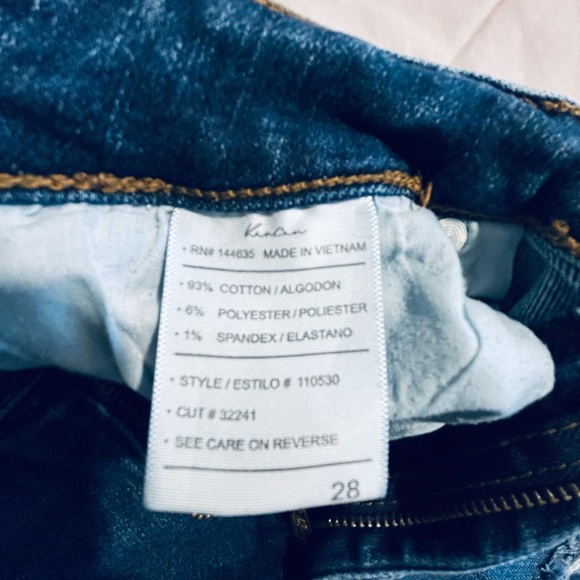 KanCan
• RN# 144635 MADE IN VIETNAM
• 93% COTTON / ALGODON
• 6% POLYESTER / POLIESTER
• 1% SPANDEX / ELASTANO
• STYLE / ESTILO # 110530
• CUT # 32241
• SEE CARE ON REVERSE
28